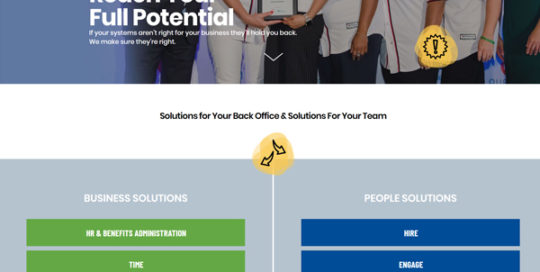 Full Potential
If your systems aren't right for your business they'll hold you back.
We make sure they're right.
Solutions for Your Back Office & Solutions For Your Team
BUSINESS SOLUTIONS
PEOPLE SOLUTIONS
HR & BENEFITS ADMINISTRATION
HIRE
TIME
ENGAGE